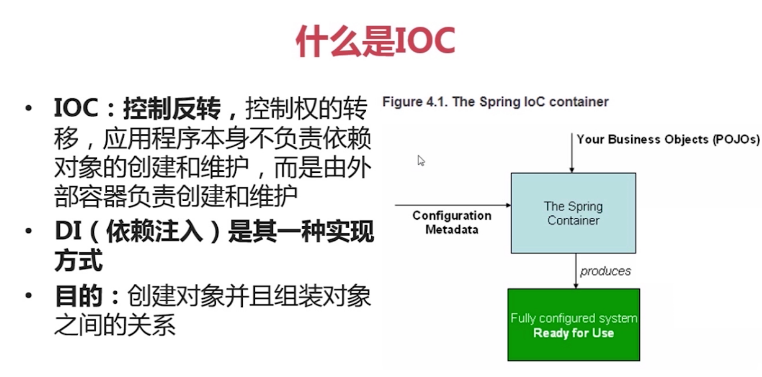 什么是IOC
• IOC：控制反转，控制权的转
移，应用程序本身不负责依赖
对象的创建和维护，而是由外
部容器负责创建和维护
• DI（依赖注入）是其一种实现
方式
• 目的：创建对象并且组装对象
之间的关系
Figure 4.1. The Spring IoC container
Your Business Objects (POJOs)
Configuration
Metadata
The Spring
Container
produces
Fully configured system
Ready for Use